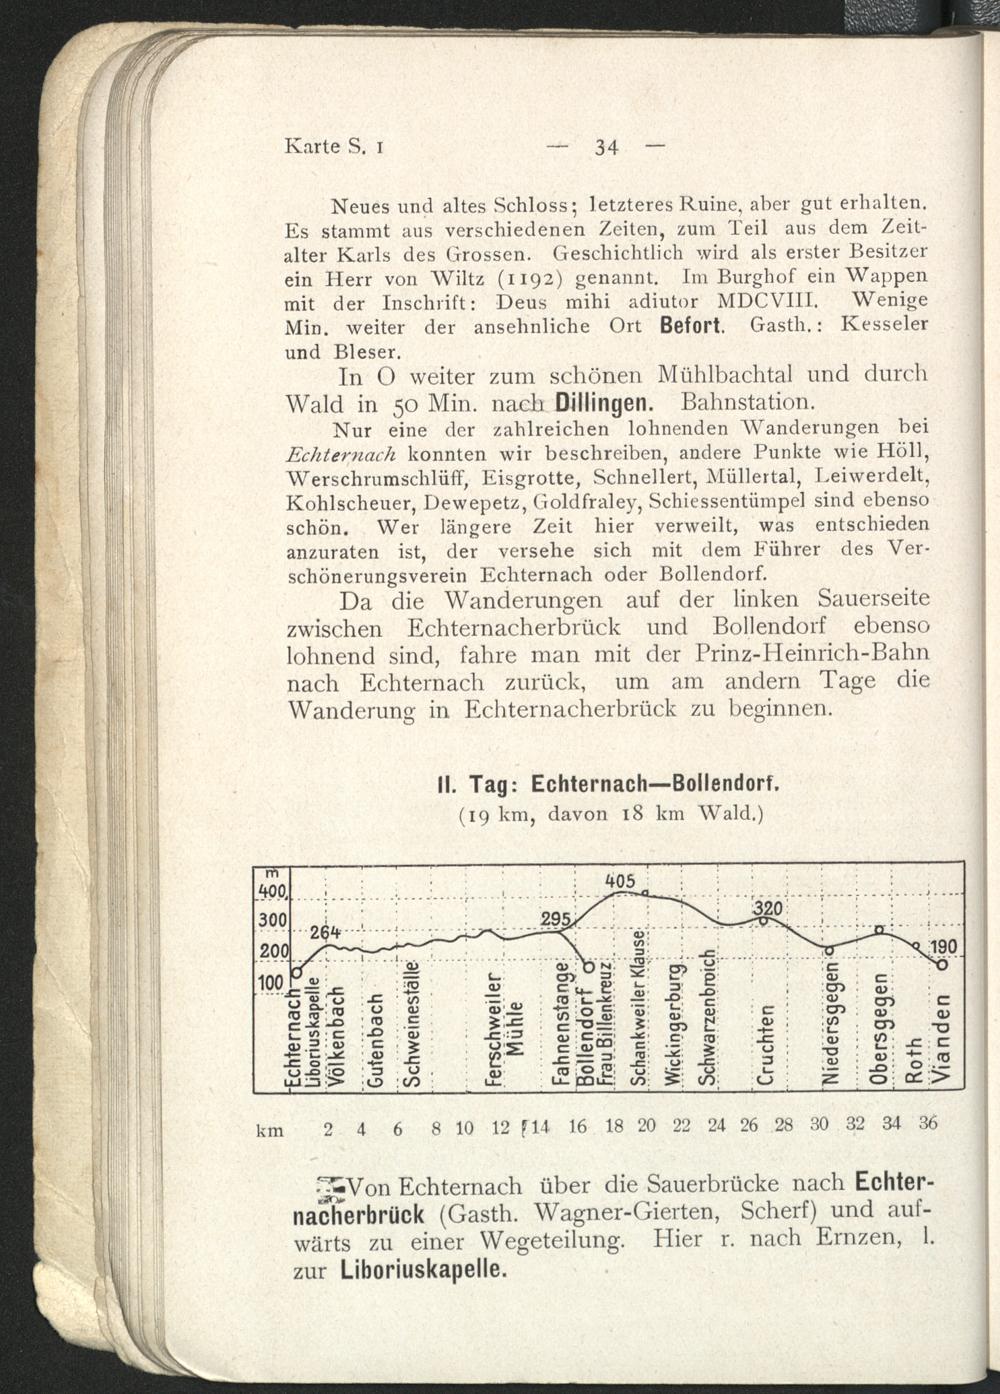 Karte S. 1 — 34 —
Neues und altes Schloss; letzteres Ruine, aber gut erhalten.
Es stammt aus verschiedenen Zeiten, zum Teil aus dem Zeit-
alter Karls des Grossen. Geschichtlich wird als erster Besitzer
ein Herr von Wiltz (1192) genannt. Im Burghof ein Wappen
mit der Inschrift: Deus mihi adiutor MDCVIII. Wenige
Min. weiter der ansehnliche Ort Befort. Gasth.: Kesseler
und Bleser.
In O weiter zum schönen Mühlbachtal und durch
Wald in 50 Min. nach Dillingen. Bahnstation.
Nur eine der zahlreichen lohnenden Wanderungen bei
Echternach konnten wir beschreiben, andere Punkte wie Höll,
Werschrumschlüff, Eisgrotte, Schnellert, Müllertal, Leiwerdelt,
Kohlscheuer, Dewepetz, Goldfraley, Schiessentümpel sind ebenso
schön. Wer längere Zeit hier verweilt, was entschieden
anzuraten ist, der versehe sich mit dem Führer des Ver-
schönerungsverein Echternach oder Bollendorf.
Da die Wanderungen auf der linken Sauerseite
zwischen Echternacherbrück und Bollendorf ebenso
lohnend sind, fahre man mit der Prinz-Heinrich-Bahn
nach Echternach zurück, um am andern Tage die
Wanderung in Echternacherbrück zu beginnen.
II. Tag: Echternach—Bollendorf.
(19 km, davon 18 km Wald.)
m
400
300
200
100
264
295
405
320
190
Echternach
Liboriuskapelle
Völkenbach
Gutenbach
Schweineställe
Ferschweiler
Mühle
Fahnenstange
Bollendorf
Frau Billenkreuz
Schankweiler Klause
Wickingerburg
Schwarzenbroich
Cruchten
Niedersgegen
Obersgegen
Roth
Vianden
km 2 4 6 8 10 12 14 16 18 20 22 24 26 28 30 32 34 36
Von Echternach über die Sauerbrücke nach Echter-
nacherbrück (Gasth. Wagner-Gierten, Scherf) und auf-
wärts zu einer Wegeteilung. Hier r. nach Ernzen, l.
zur Liboriuskapelle.